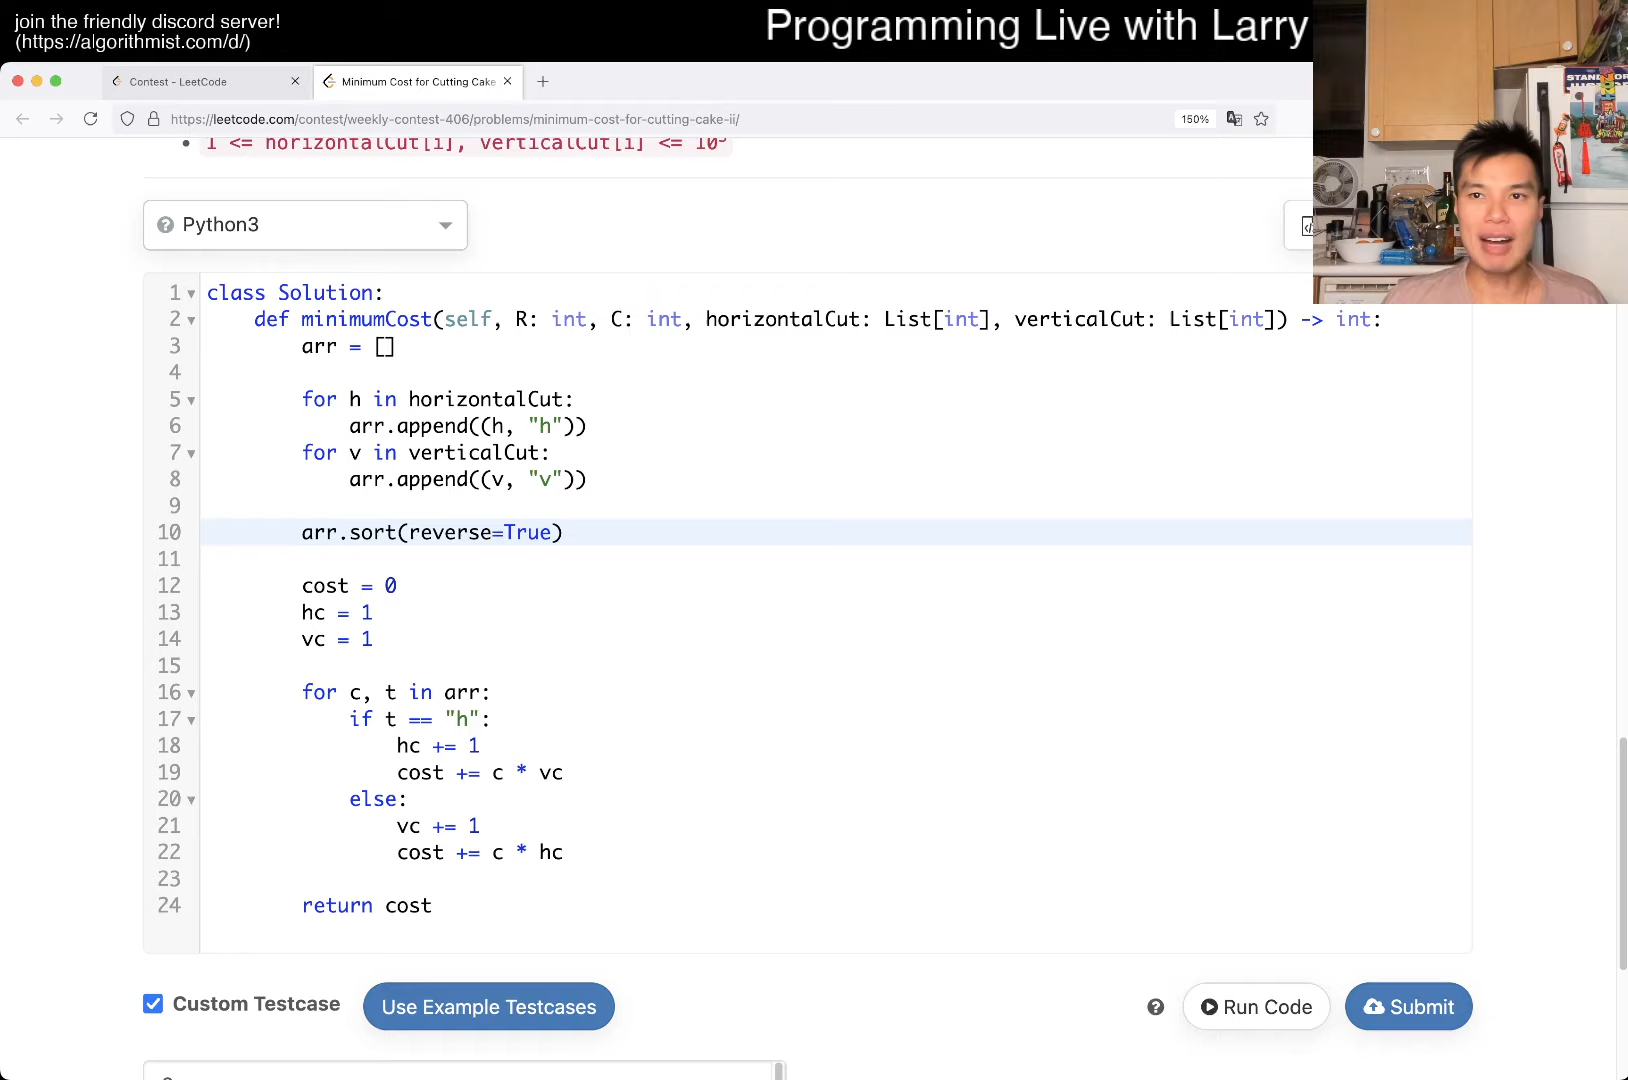 join the friendly discord server!
(https://algorithmist.com/d/)
Programming Live with Larry
Contest - LeetCode
Minimum Cost for Cutting Cake
https://leetcode.com/contest/weekly-contest-406/problems/minimum-cost-for-cutting-cake-ii/
150%
1 <= horizontalCut[i], verticalCut[i] <= 10³
Python3
1 class Solution:
2 def minimumCost(self, R: int, C: int, horizontalCut: List[int], verticalCut: List[int]) -> int:
3 arr = []
4
5 for h in horizontalCut:
6 arr.append((h, "h"))
7 for v in verticalCut:
8 arr.append((v, "v"))
9
10 arr.sort(reverse=True)
11
12 cost = 0
13 hc = 1
14 vc = 1
15
16 for c, t in arr:
17 if t == "h":
18 hc += 1
19 cost += c * vc
20 else:
21 vc += 1
22 cost += c * hc
23
24 return cost
Custom Testcase
Use Example Testcases
Run Code
Submit